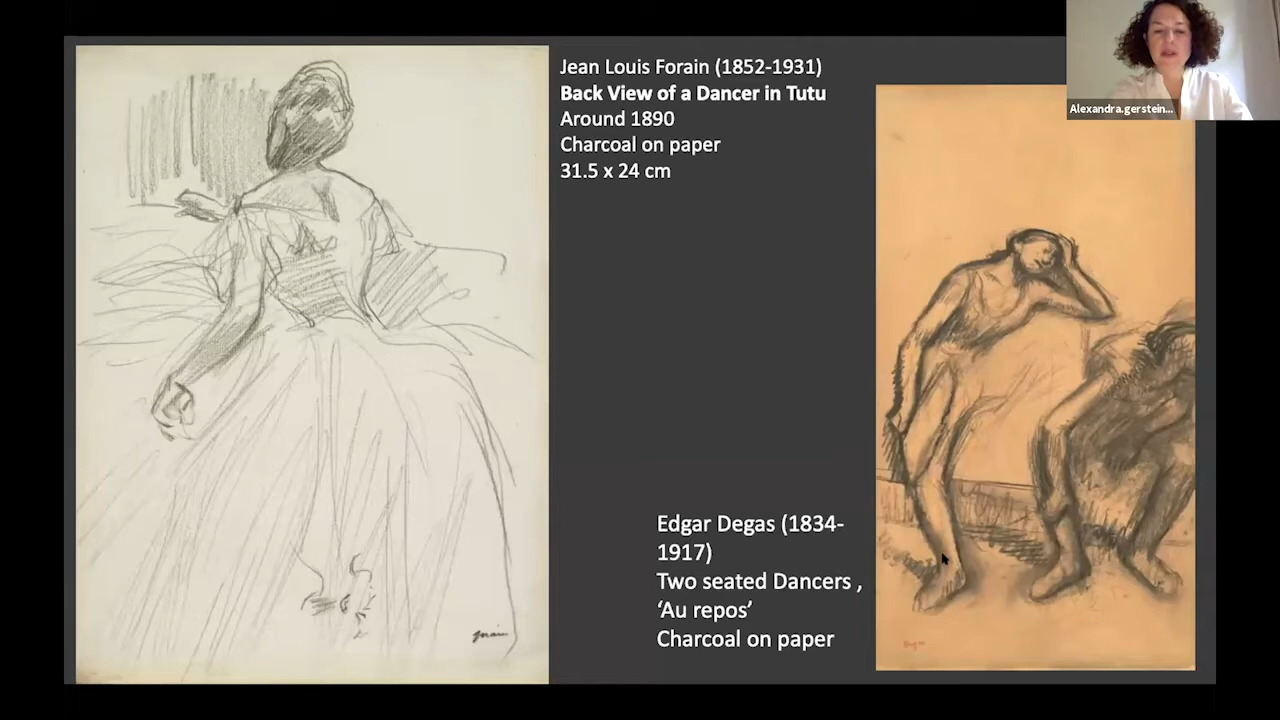 Jean Louis Forain (1852-1931)
Back View of a Dancer in Tutu
Around 1890
Charcoal on paper
31.5 x 24 cm
Alexandra.gerstein...
Edgar Degas (1834-
1917)
Two seated Dancers ,
‘Au repos’
Charcoal on paper